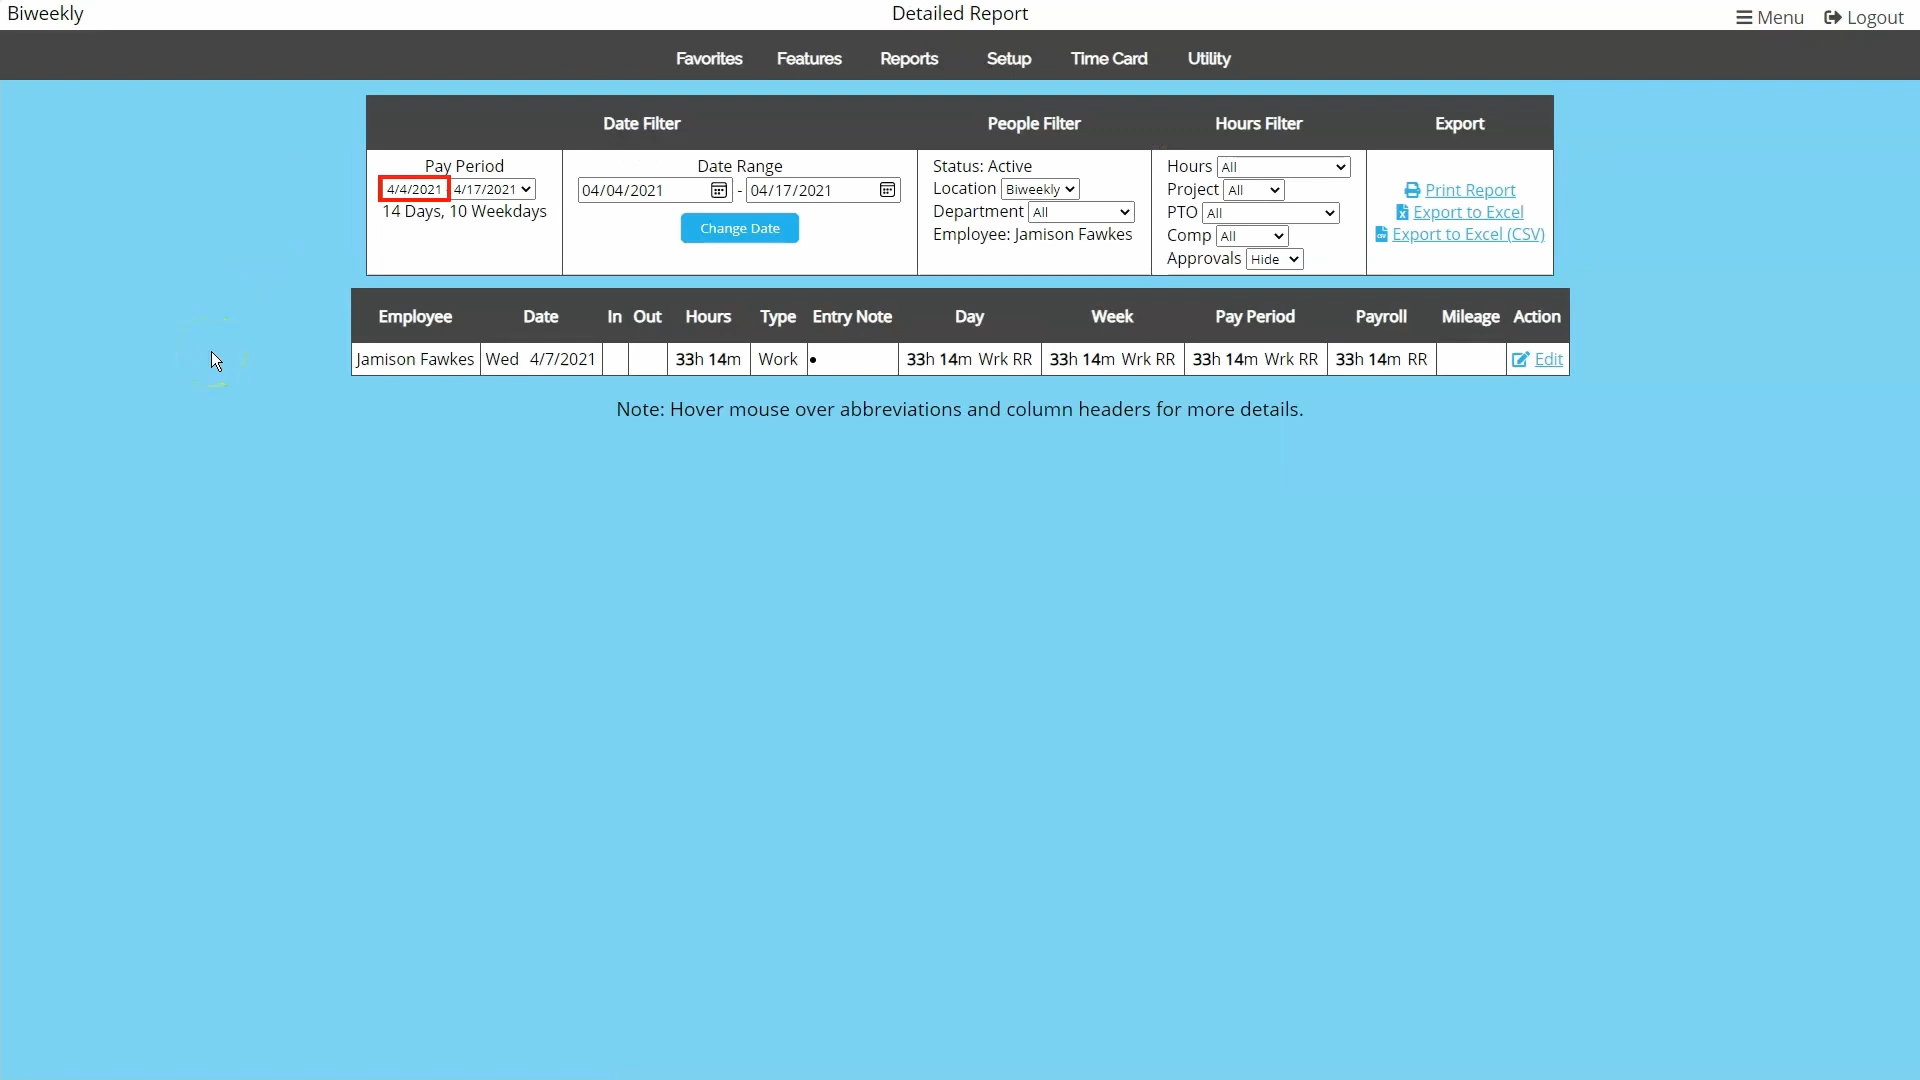 Biweekly
Detailed Report
Menu
Logout
Favorites
Features
Reports
Setup
Time Card
Utility
Date Filter
People Filter
Hours Filter
Export
Pay Period
4/4/2021 - 4/17/2021
14 Days, 10 Weekdays
Date Range
04/04/2021 - 04/17/2021
Change Date
Status: Active
Location Biweekly
Department All
Employee: Jamison Fawkes
Hours All
Project All
PTO All
Comp All
Approvals Hide
Print Report
Export to Excel
Export to Excel (CSV)
Employee Date In Out Hours Type Entry Note Day Week Pay Period Payroll Mileage Action
Jamison Fawkes Wed 4/7/2021 33h 14m Work • 33h 14m Wrk RR 33h 14m Wrk RR 33h 14m Wrk RR 33h 14m RR Edit
Note: Hover mouse over abbreviations and column headers for more details.